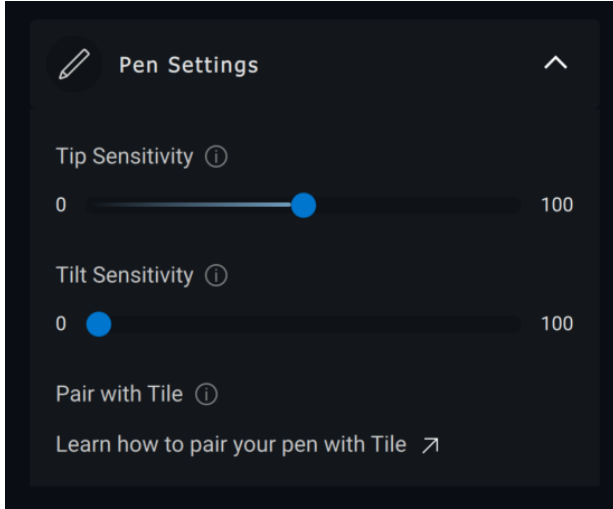 Pen Settings
Tip Sensitivity
0 100
Tilt Sensitivity
0 100
Pair with Tile
Learn how to pair your pen with Tile